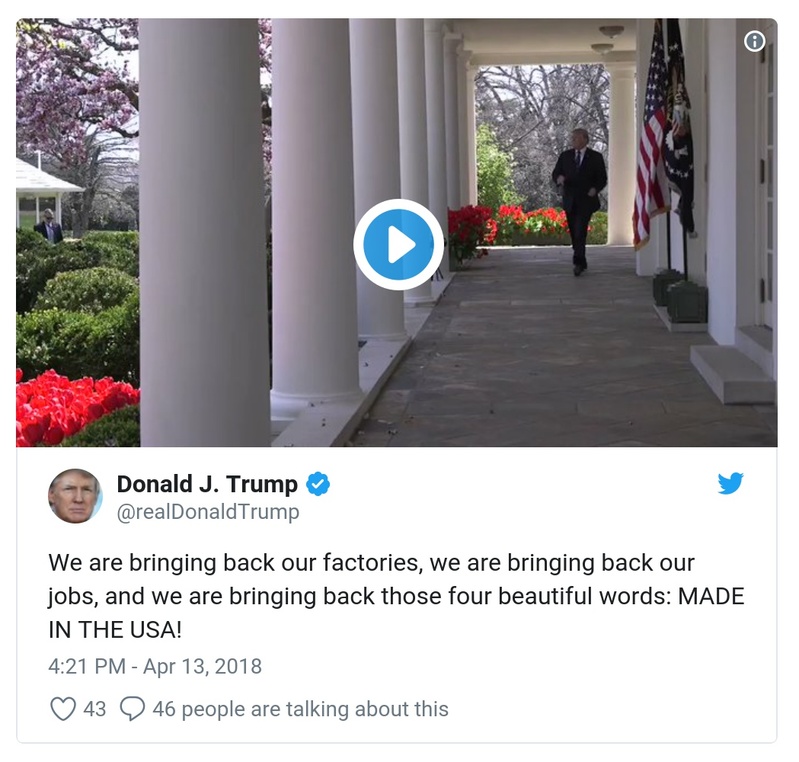 Donald J. Trump
@realDonaldTrump
We are bringing back our factories, we are bringing back our
jobs, and we are bringing back those four beautiful words: MADE
IN THE USA!
4:21 PM - Apr 13, 2018
43 46 people are talking about this